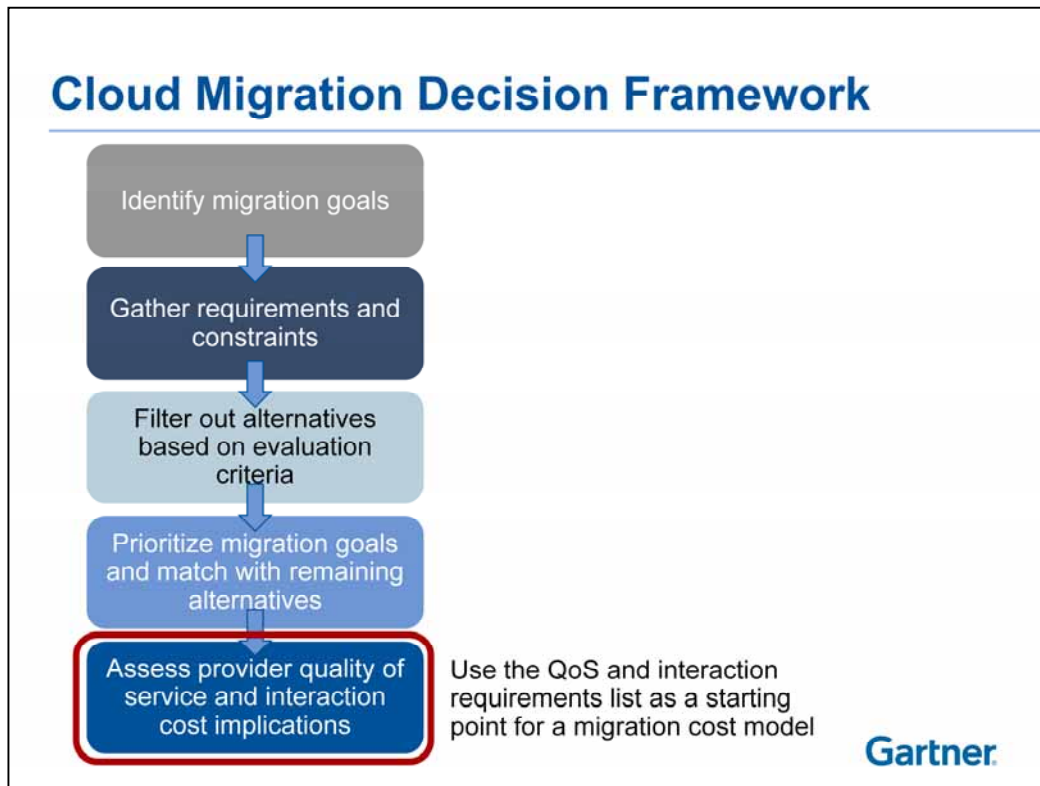 Cloud Migration Decision Framework
Identify migration goals
Gather requirements and
constraints
Filter out alternatives
based on evaluation
criteria
Prioritize migration goals
and match with remaining
alternatives
Assess provider quality of
service and interaction
cost implications
Use the QoS and interaction
requirements list as a starting
point for a migration cost model
Gartner.